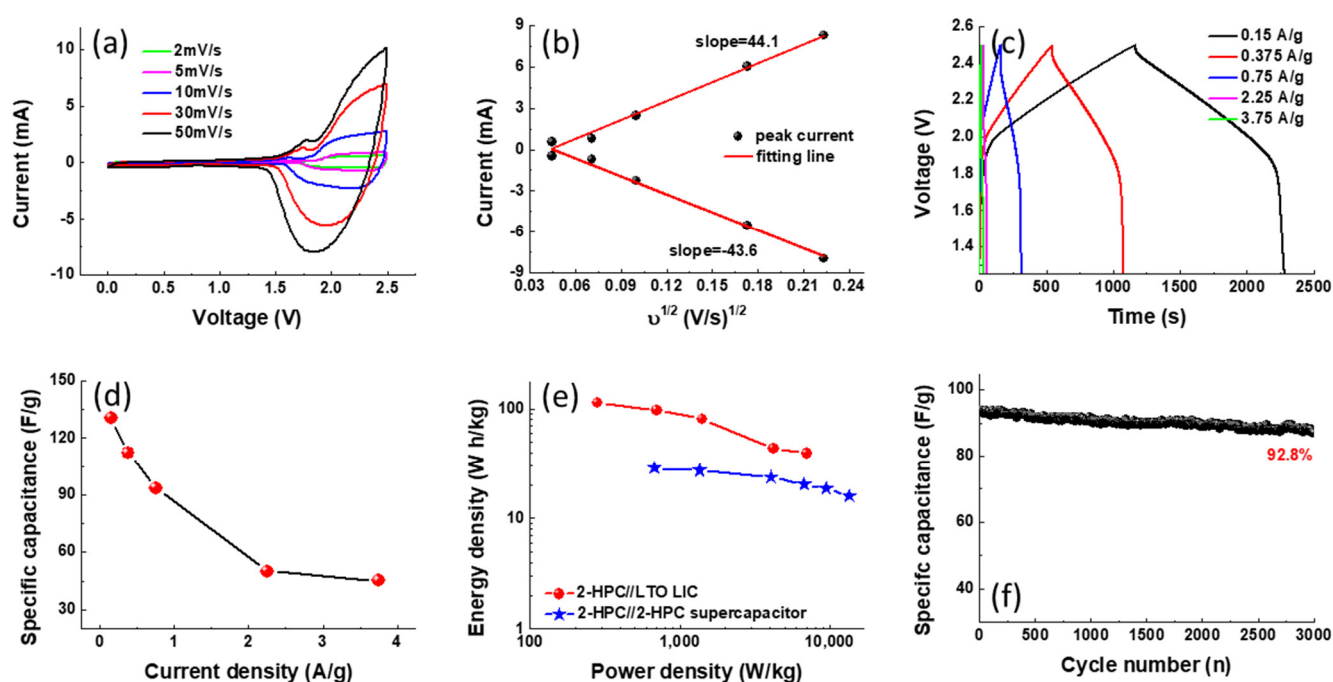 (a)
2mV/s
5mV/s
10mV/s
30mV/s
50mV/s
10
5
0
-5
-10
0.0 0.5 1.0 1.5 2.0 2.5
Current (mA)
Voltage (V)
(b)
slope=44.1
peak current
fitting line
slope=-43.6
9
6
3
0
-3
-6
-9
0.03 0.06 0.09 0.12 0.15 0.18 0.21 0.24
Current (mA)
υ1/2 (V/s)1/2
(c)
0.15 A/g
0.375 A/g
0.75 A/g
2.25 A/g
3.75 A/g
2.6
2.4
2.2
2.0
1.8
1.6
1.4
0 500 1000 1500 2000 2500
Voltage (V)
Time (s)
(d)
150
120
90
60
30
0 1 2 3 4
Specific capacitance (F/g)
Current density (A/g)
(e)
100
10
1
2-HPC//LTO LIC
2-HPC//2-HPC supercapacitor
100 1,000 10,000
Energy density (W h/kg)
Power density (W/kg)
100
80
60
40
92.8%
(f)
0 500 1000 1500 2000 2500 3000
Specifc capacitance (F/g)
Cycle number (n)